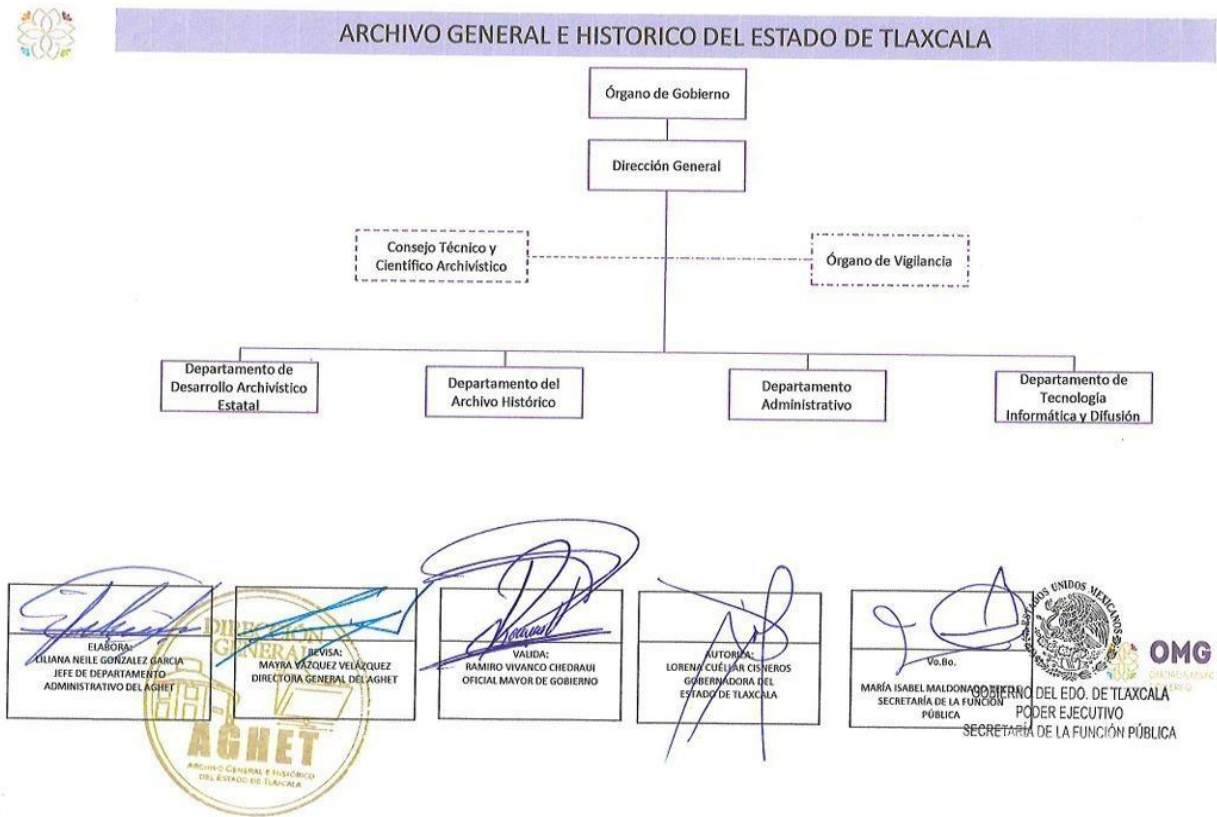 ARCHIVO GENERAL E HISTORICO DEL ESTADO DE TLAXCALA
Órgano de Gobierno
Dirección General
Consejo Técnico y
Científico Archivístico
Órgano de Vigilancia
Departamento de
Desarrollo Archivístico
Estatal
Departamento del
Archivo Histórico
Departamento
Administrativo
Departamento de
Tecnología
Informática y Difusión
ELABORA:
LILIANA NEILE GONZALEZ GARCIA
JEFE DE DEPARTAMENTO
ADMINISTRATIVO DEL AGHET
REVISA:
MAYRA VÁZQUEZ VELÁZQUEZ
DIRECTORA GENERAL DEL AGHET
VALIDA:
RAMIRO VIVANCO CHEDRAUI
OFICIAL MAYOR DE GOBIERNO
AUTORIZA:
LORENA CUÉLLAR CISNEROS
GOBERNADORA DEL
ESTADO DE TLAXCALA
Vo.Bo.
MARÍA ISABEL MALDONADO
SECRETARÍA DE LA FUNCIÓN
PÚBLICA
DIRECCIÓN
GENERAL
AGHET
ARCHIVO GENERAL E HISTÓRICO
DEL ESTADO DE TLAXCALA
ESTADOS UNIDOS MEXICANOS
OMG
GOBIERNO DEL EDO. DE TLAXCALA
PODER EJECUTIVO
SECRETARÍA DE LA FUNCIÓN PÚBLICA